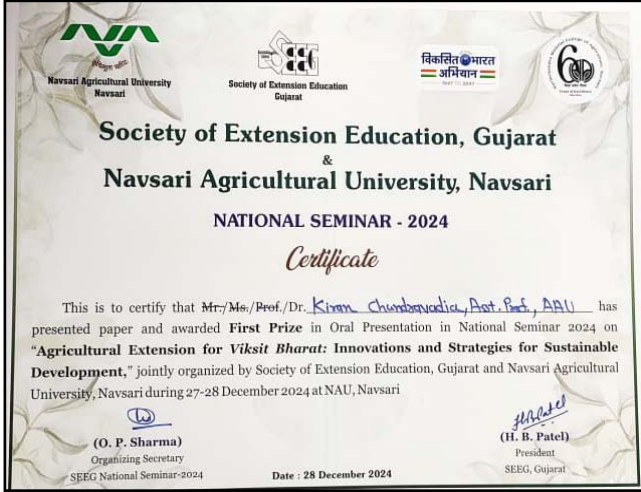 Navsari Agricultural University
Navsari
SEEG
Society of Extension Education
Gujarat
विकसित भारत
अभियान
Society of Extension Education, Gujarat
&
Navsari Agricultural University, Navsari
NATIONAL SEMINAR - 2024
Certificate
This is to certify that Mr./Ms./Prof./Dr. Kiran Chandravadia, Asst. Prof., AAU has
presented paper and awarded First Prize in Oral Presentation in National Seminar 2024 on
“Agricultural Extension for Viksit Bharat: Innovations and Strategies for Sustainable
Development,” jointly organized by Society of Extension Education, Gujarat and Navsari Agricultural
University, Navsari during 27-28 December 2024 at NAU, Navsari
HBPatel
(O. P. Sharma)
Organizing Secretary
SEEG National Seminar-2024
(H. B. Patel)
President
SEEG, Gujarat
Date : 28 December 2024